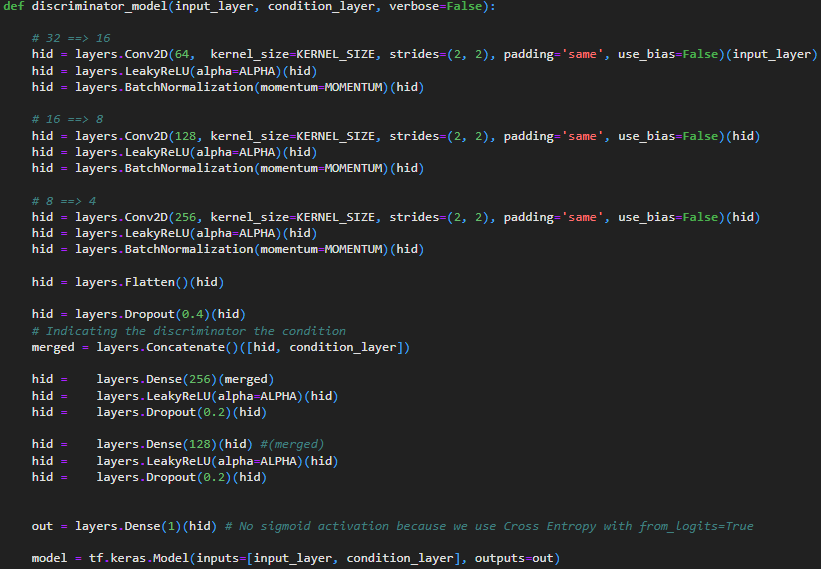 def discriminator_model(input_layer, condition_layer, verbose=False):
# 32 ==> 16
hid = layers.Conv2D(64,  kernel_size=KERNEL_SIZE, strides=(2, 2), padding='same', use_bias=False)(input_layer)
hid = layers.LeakyReLU(alpha=ALPHA)(hid)
hid = layers.BatchNormalization(momentum=MOMENTUM)(hid)
# 16 ==> 8
hid = layers.Conv2D(128, kernel_size=KERNEL_SIZE, strides=(2, 2), padding='same', use_bias=False)(hid)
hid = layers.LeakyReLU(alpha=ALPHA)(hid)
hid = layers.BatchNormalization(momentum=MOMENTUM)(hid)
# 8 ==> 4
hid = layers.Conv2D(256, kernel_size=KERNEL_SIZE, strides=(2, 2), padding='same', use_bias=False)(hid)
hid = layers.LeakyReLU(alpha=ALPHA)(hid)
hid = layers.BatchNormalization(momentum=MOMENTUM)(hid)
hid = layers.Flatten()(hid)
hid = layers.Dropout(0.4)(hid)
# Indicating the discriminator the condition
merged = layers.Concatenate()([hid, condition_layer])
hid =    layers.Dense(256)(merged)
hid =    layers.LeakyReLU(alpha=ALPHA)(hid)
hid =    layers.Dropout(0.2)(hid)
hid =    layers.Dense(128)(hid) #(merged)
hid =    layers.LeakyReLU(alpha=ALPHA)(hid)
hid =    layers.Dropout(0.2)(hid)
out = layers.Dense(1)(hid) # No sigmoid activation because we use Cross Entropy with from_logits=True
model = tf.keras.Model(inputs=[input_layer, condition_layer], outputs=out)